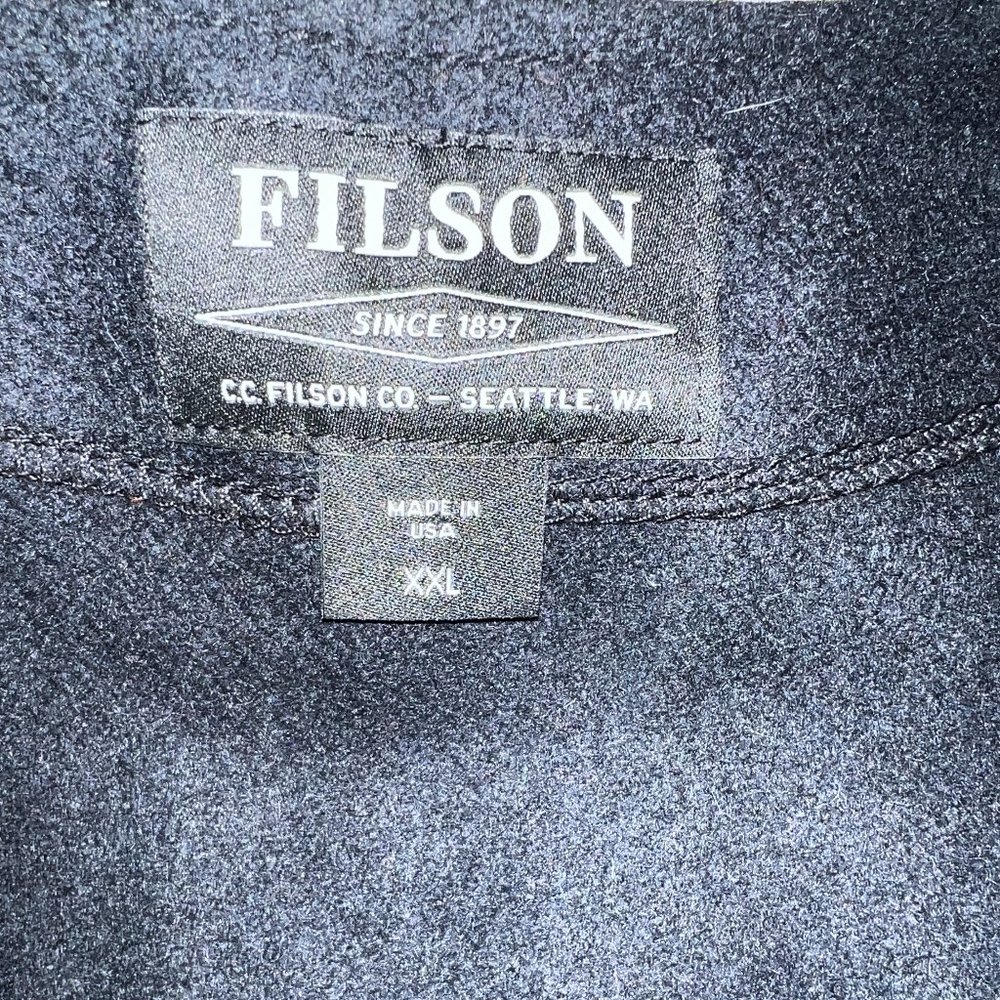 FILSON
SINCE 1897
C.C. FILSON CO. — SEATTLE, WA
MADE IN
USA
XXL